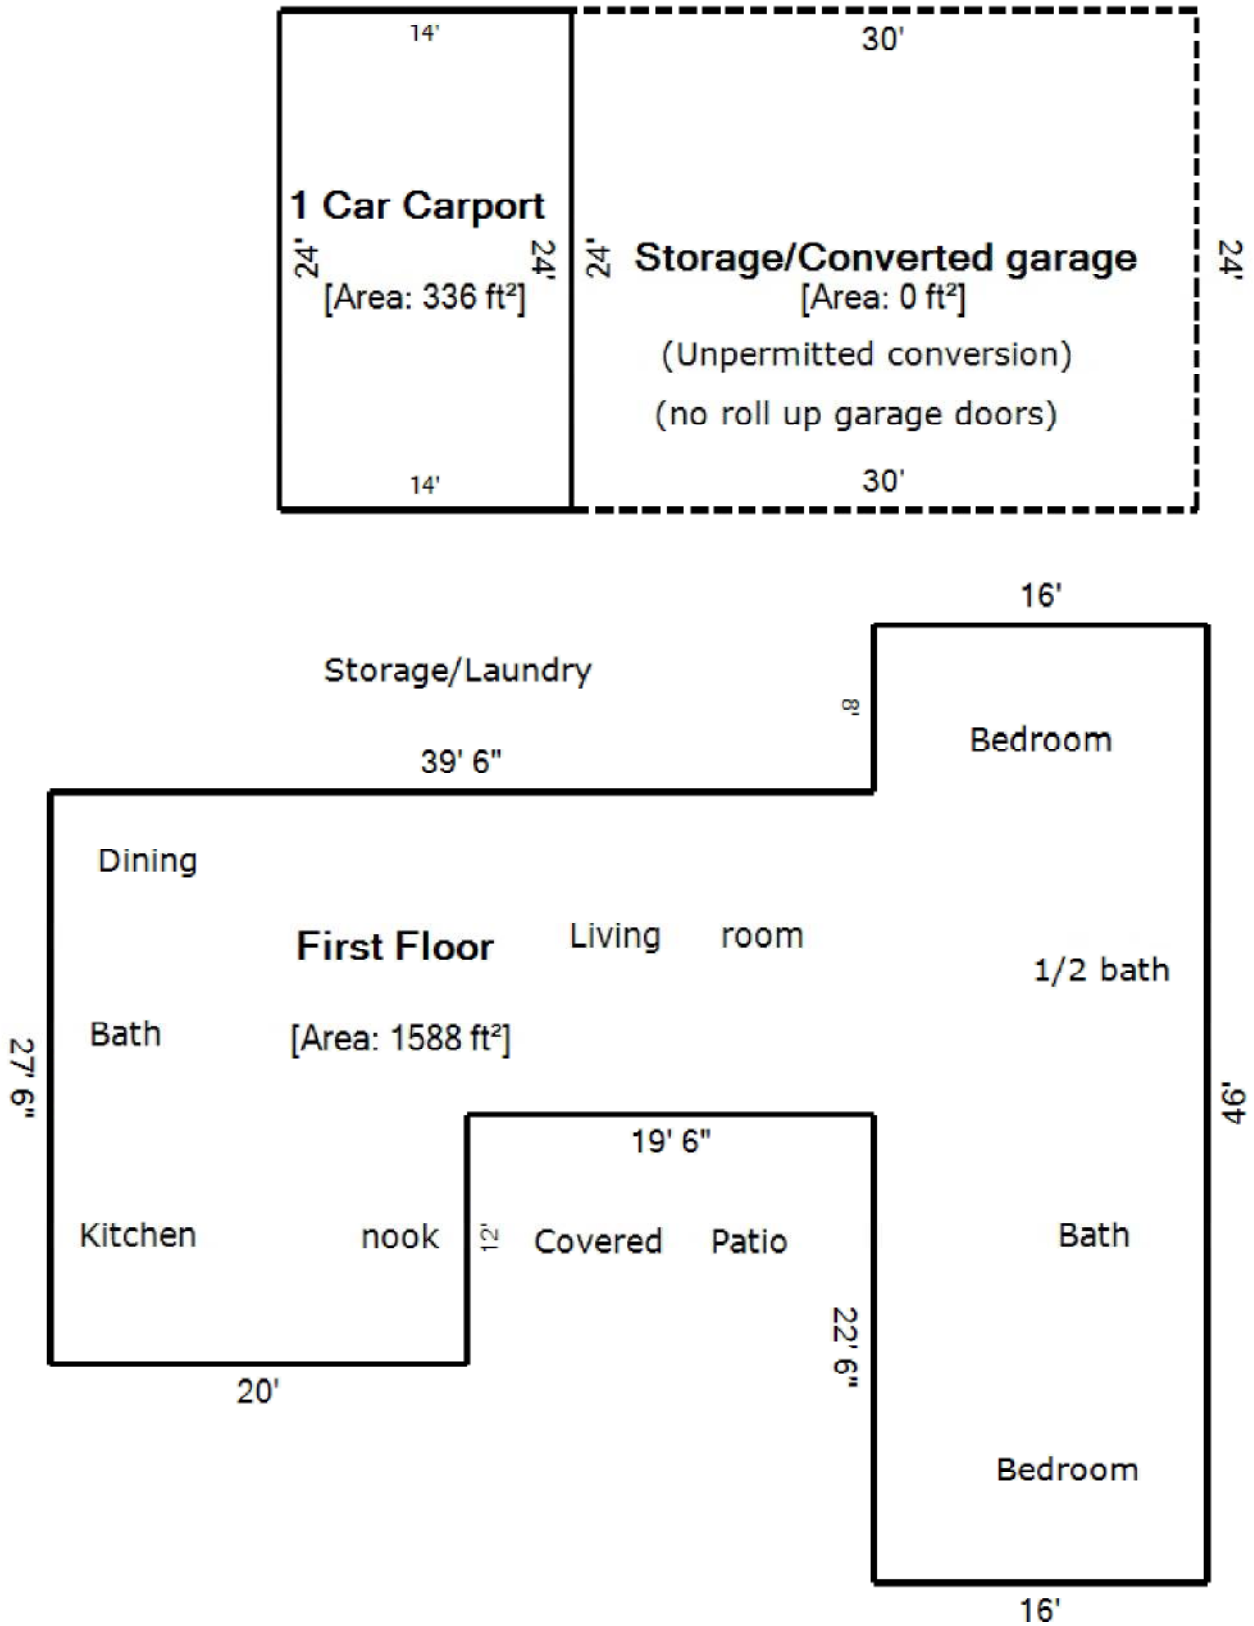 14'
30'
1 Car Carport
24'
24'
24'
Storage/Converted garage
24'
[Area: 336 ft²]
[Area: 0 ft²]
(Unpermitted conversion)
(no roll up garage doors)
14'
30'
16'
Storage/Laundry
8'
Bedroom
39' 6"
Dining
First Floor
Living room
1/2 bath
Bath
[Area: 1588 ft²]
27' 6"
46'
19' 6"
Kitchen
nook
12'
Covered Patio
Bath
22' 6"
20'
Bedroom
16'